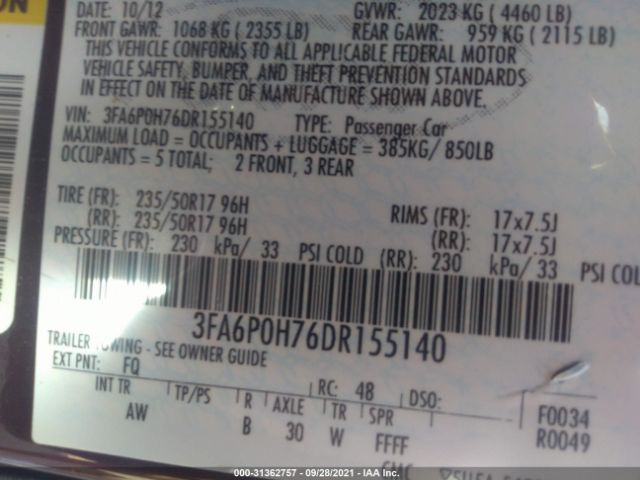 ON
DATE: 10/12 GVWR: 2023 KG ( 4460 LB)
FRONT GAWR: 1068 KG ( 2355 LB) REAR GAWR: 959 KG ( 2115 LB)
THIS VEHICLE CONFORMS TO ALL APPLICABLE FEDERAL MOTOR
VEHICLE SAFETY, BUMPER, AND THEFT PREVENTION STANDARDS
IN EFFECT ON THE DATE OF MANUFACTURE SHOWN ABOVE.
VIN: 3FA6P0H76DR155140 TYPE: Passenger Car
MAXIMUM LOAD = OCCUPANTS + LUGGAGE = 385KG/ 850LB
OCCUPANTS = 5 TOTAL; 2 FRONT, 3 REAR
TIRE (FR): 235/50R17 96H RIMS (FR): 17x7.5J
(RR): 235/50R17 96H (RR): 17x7.5J
PRESSURE (FR): 230 kPa/ 33 PSI COLD (RR): 230 kPa/ 33 PSI COL
3FA6P0H76DR155140
TRAILER TOWING - SEE OWNER GUIDE
EXT PNT: FQ RC: 48 DSO:
INT TR TP/PS R AXLE TR SPR F0034
AW B 30 W FFFF R0049
000-31362757 - 09/28/2021 - IAA Inc.